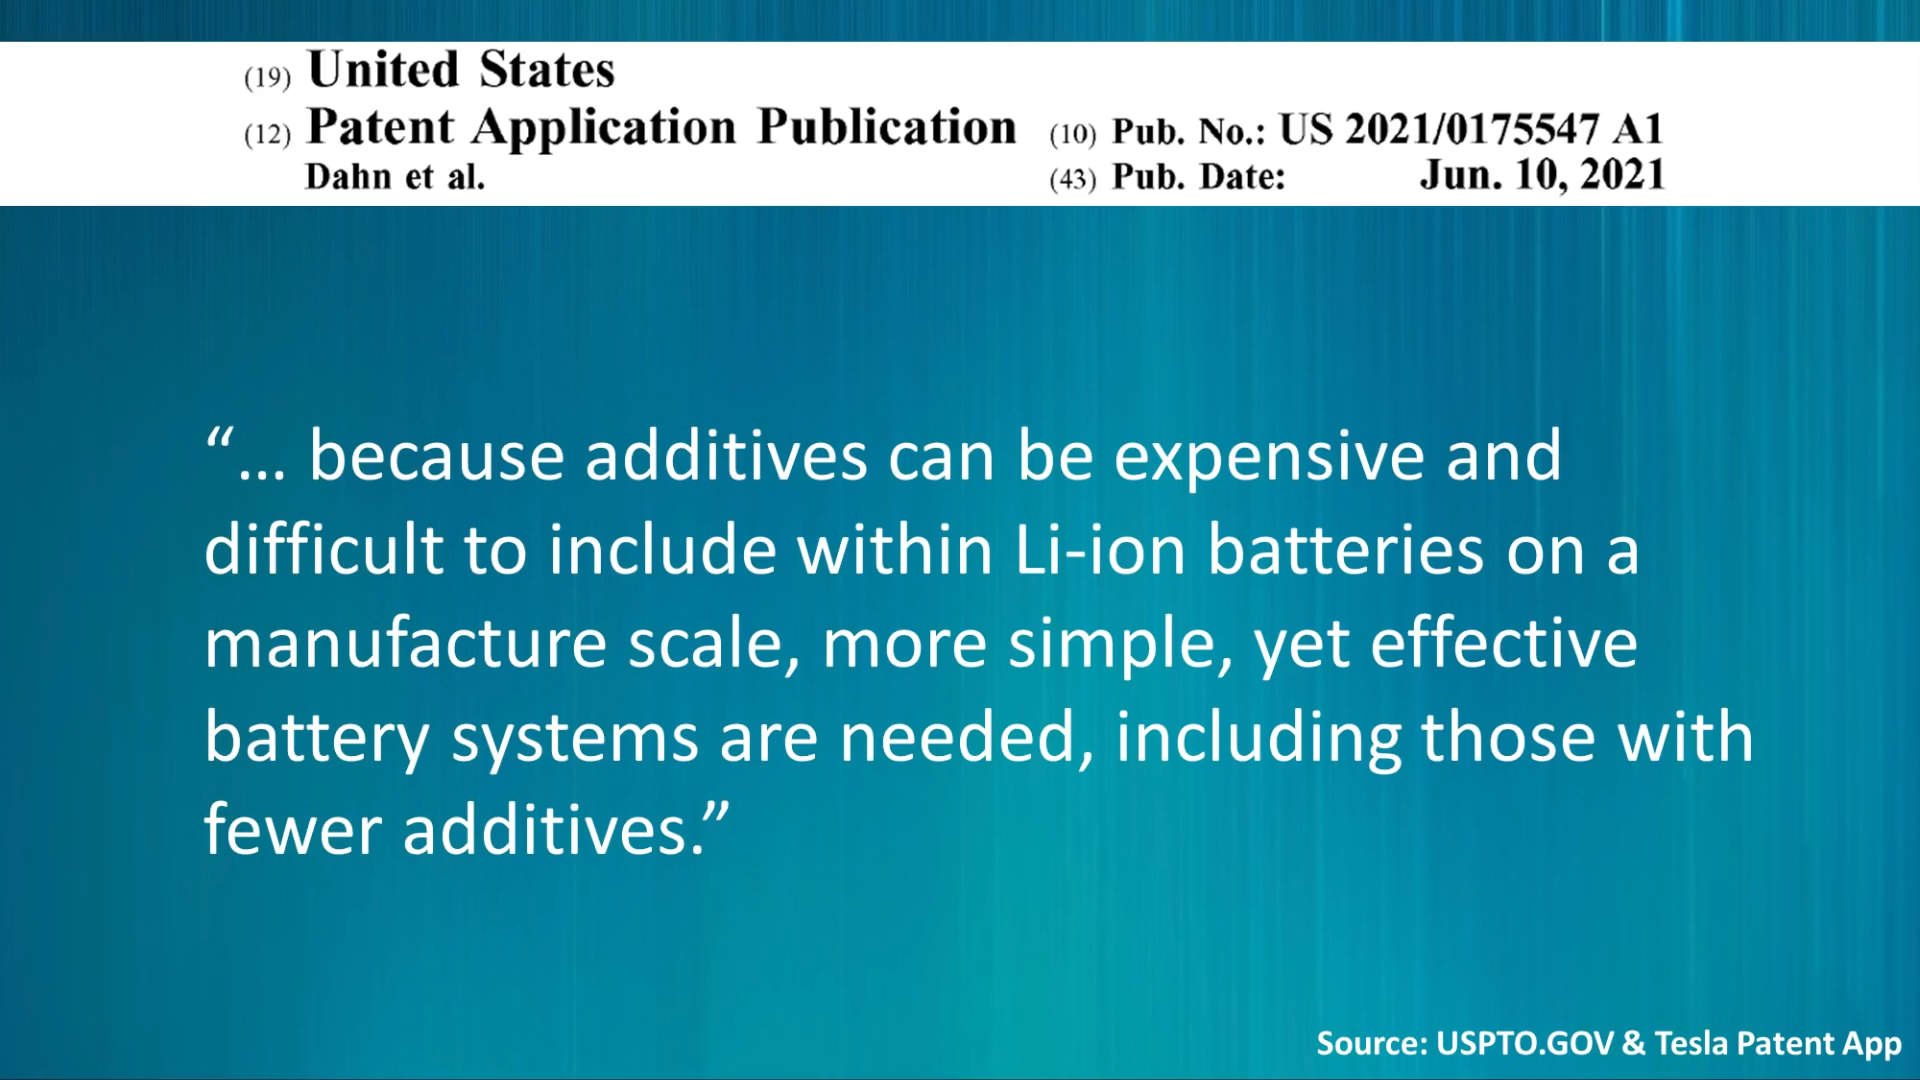 (19) United States
(12) Patent Application Publication (10) Pub. No.: US 2021/0175547 A1
Dahn et al. (43) Pub. Date: Jun. 10, 2021
“... because additives can be expensive and
difficult to include within Li-ion batteries on a
manufacture scale, more simple, yet effective
battery systems are needed, including those with
fewer additives.”
Source: USPTO.GOV & Tesla Patent App